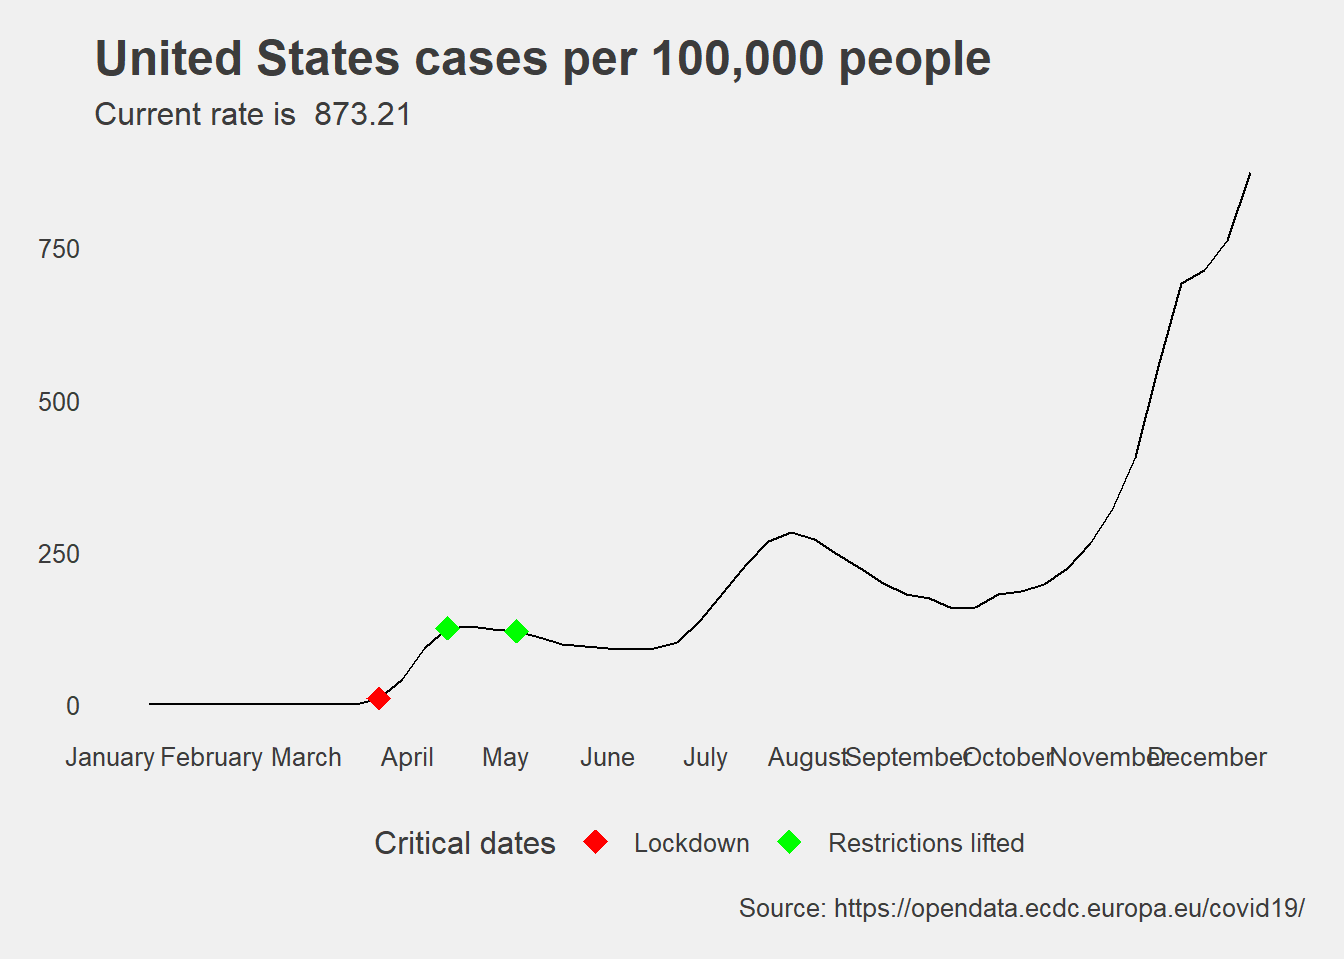 United States cases per 100,000 people
Current rate is  873.21
750
500
250
0
January February March April May June July August September October November December
Critical dates Lockdown Restrictions lifted
Source: https://opendata.ecdc.europa.eu/covid19/